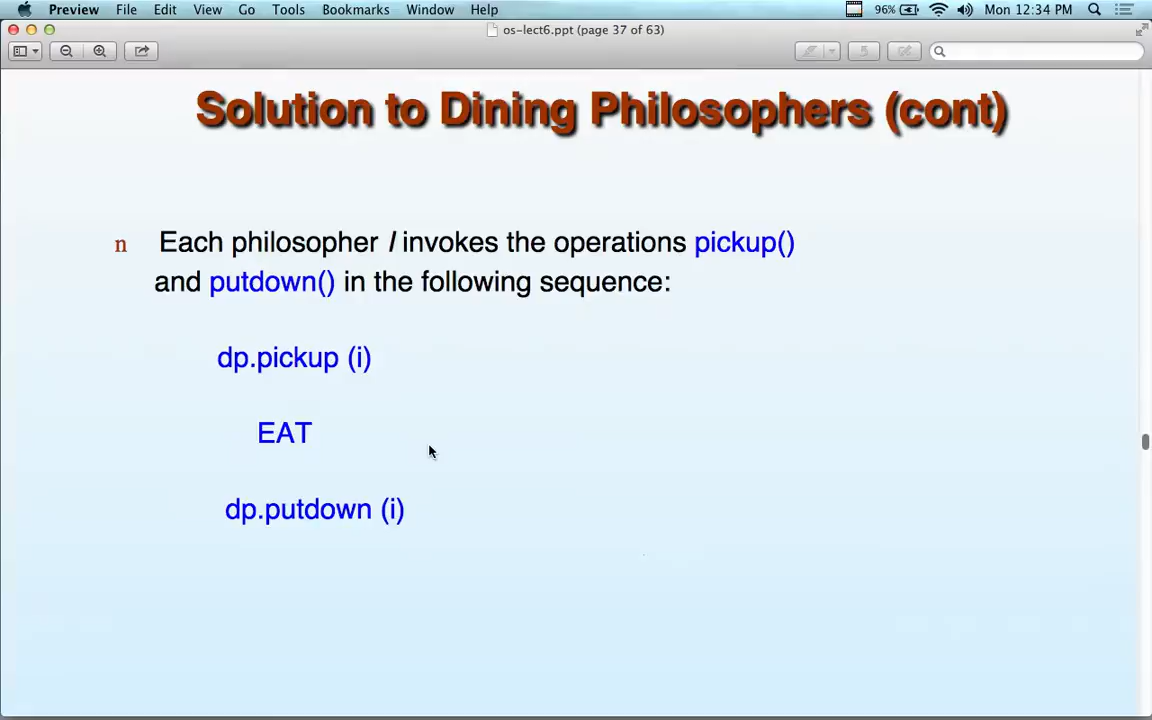 Preview File Edit View Go Tools Bookmarks Window Help 96% Mon 12:34 PM
os-lect6.ppt (page 37 of 63)
Solution to Dining Philosophers (cont)
n Each philosopher I invokes the operations pickup()
and putdown() in the following sequence:
dp.pickup (i)
EAT
dp.putdown (i)